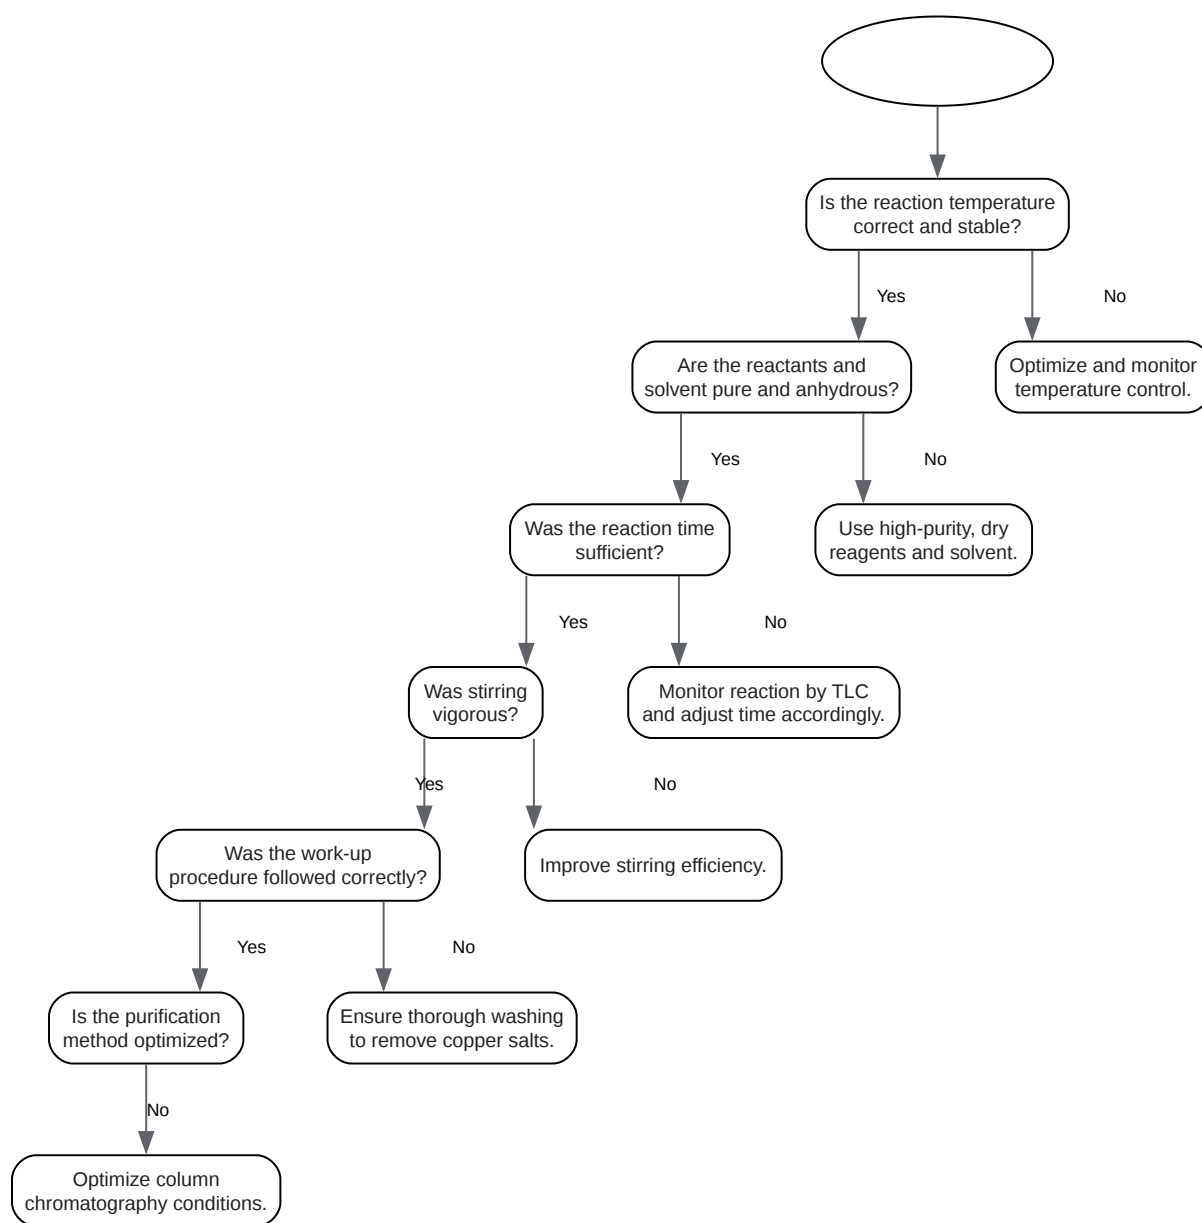 Is the reaction temperature
correct and stable?
Yes
No
Are the reactants and
solvent pure and anhydrous?
Optimize and monitor
temperature control.
Yes
No
Was the reaction time
sufficient?
Use high-purity, dry
reagents and solvent.
Yes
No
Was stirring
vigorous?
Monitor reaction by TLC
and adjust time accordingly.
Yes
No
Was the work-up
procedure followed correctly?
Improve stirring efficiency.
Yes
No
Is the purification
method optimized?
Ensure thorough washing
to remove copper salts.
No
Optimize column
chromatography conditions.